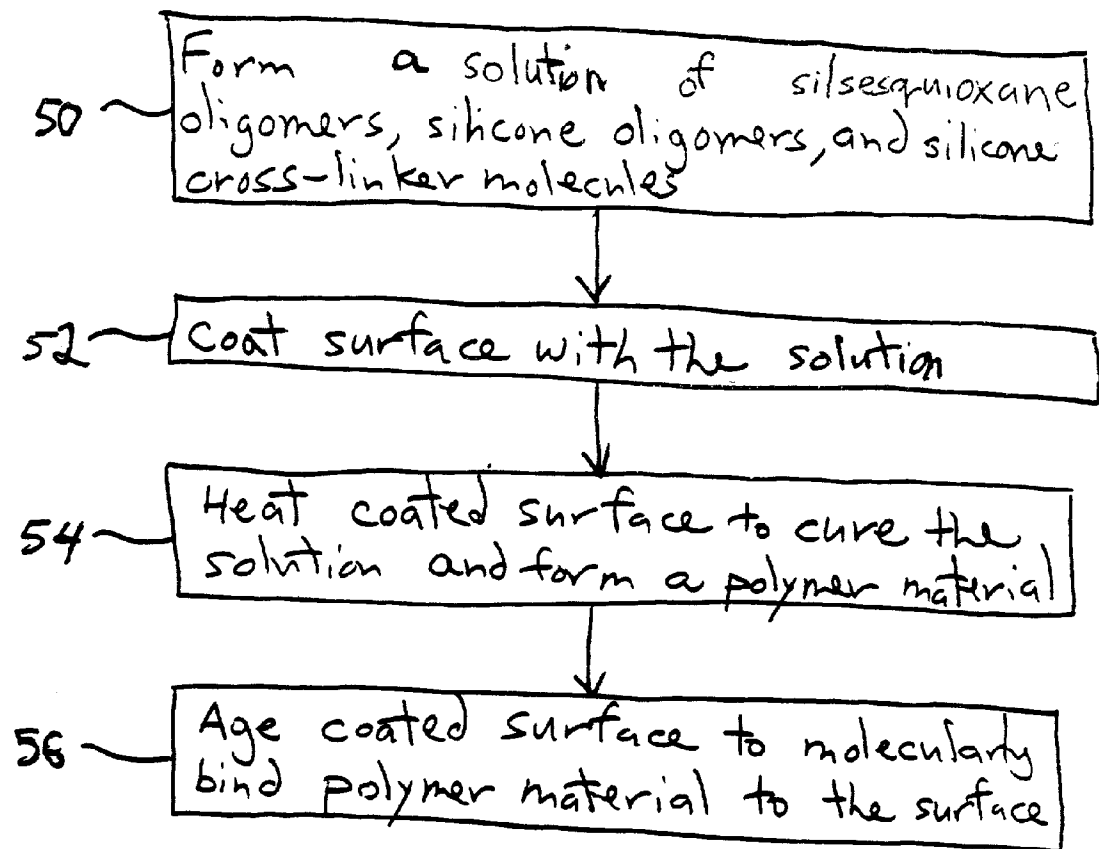 50
Form a solution of silsesquioxane
oligomers, silicone oligomers, and silicone
cross-linker molecules
52
Coat surface with the solution
54
Heat coated surface to cure the
solution and form a polymer material
56
Age coated surface to molecularly
bind polymer material to the surface